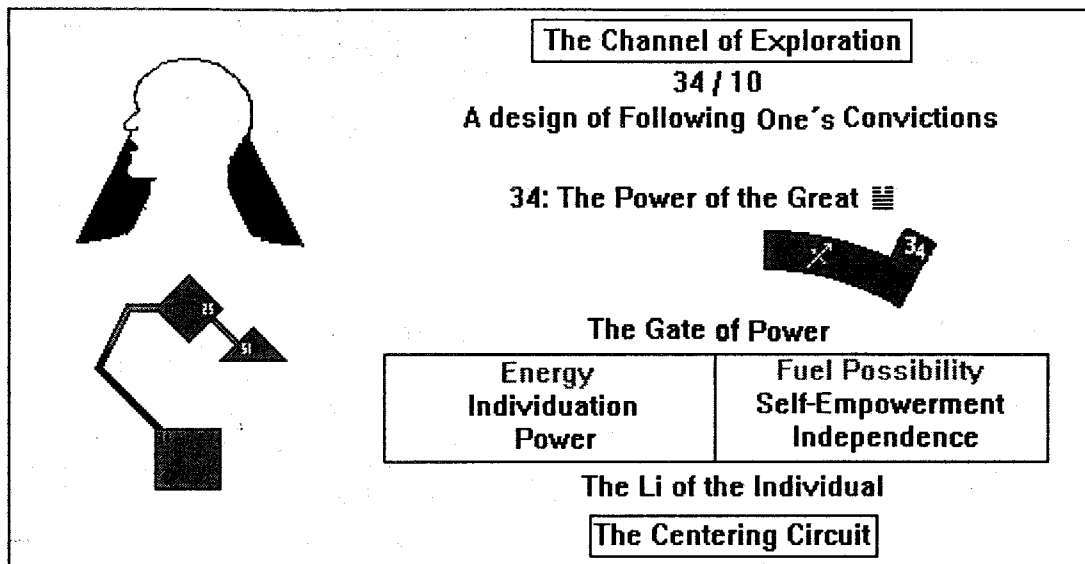 The Channel of Exploration
34 / 10
A design of Following One´s Convictions
34: The Power of the Great ䷡
34
The Gate of Power
Energy
Individuation
Power
Fuel Possibility
Self-Empowerment
Independence
The Li of the Individual
The Centering Circuit
25
51